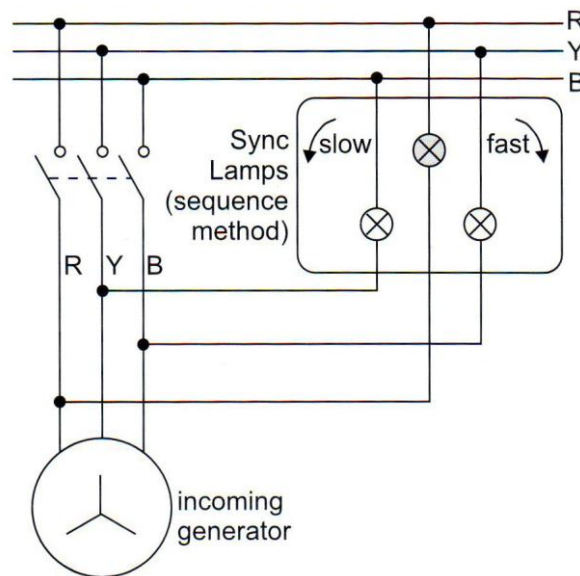 R
Y
B
Sync
Lamps
(sequence
method)
slow
fast
R Y B
incoming
generator